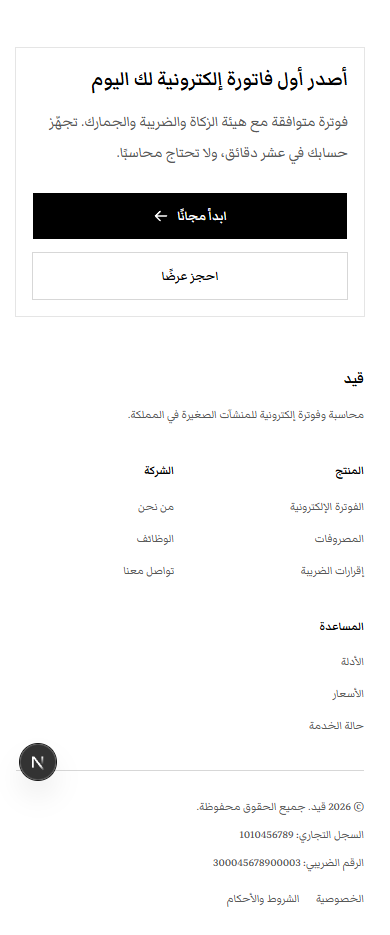 أصدر أول فاتورة إلكترونية لك اليوم
فوترة متوافقة مع هيئة الزكاة والضريبة والجمارك. تجهّز
حسابك في عشر دقائق، ولا تحتاج محاسبًا.
ابدأ مجانًا ←
احجز عرضًا
قيد
محاسبة وفوترة إلكترونية للمنشآت الصغيرة في المملكة.
المنتج
الفوترة الإلكترونية
المصروفات
إقرارات الضريبة
الشركة
من نحن
الوظائف
تواصل معنا
المساعدة
الأدلة
الأسعار
حالة الخدمة
N
© 2026 قيد. جميع الحقوق محفوظة.
السجل التجاري: 1010456789
الرقم الضريبي: 300045678900003
الخصوصية
الشروط والأحكام